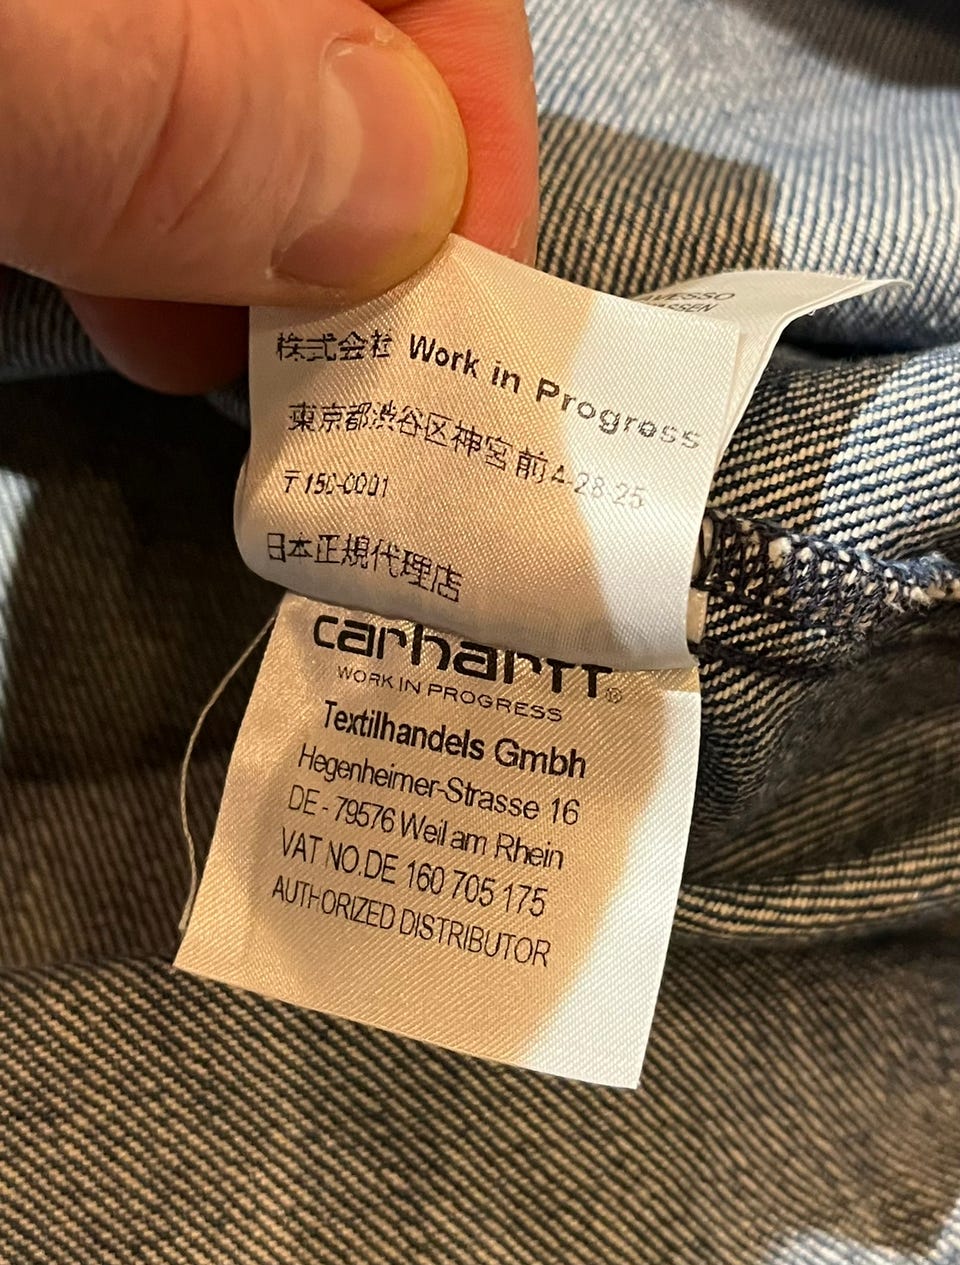 株式会社 Work in Progress
東京都渋谷区神宮前4-28-25
〒150-0001
日本正規代理店
carhartt®
WORK IN PROGRESS
Textilhandels Gmbh
Hegenheimer-Strasse 16
DE - 79576 Weil am Rhein
VAT NO.DE 160 705 175
AUTHORIZED DISTRIBUTOR